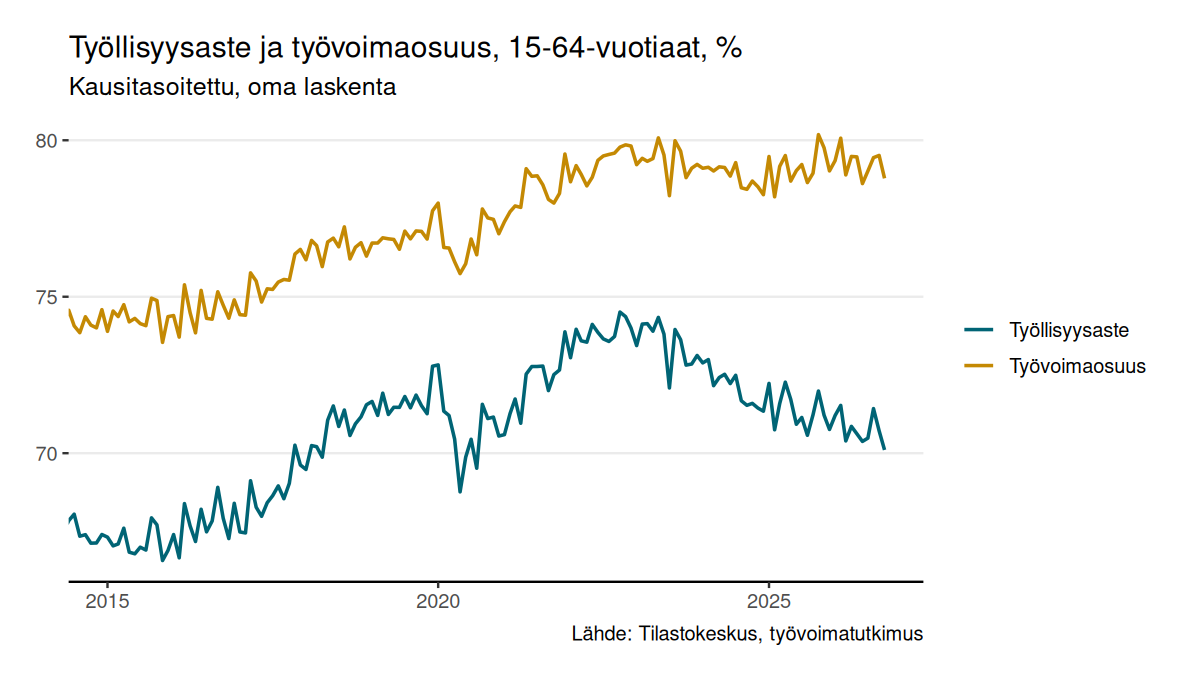 Työllisyysaste ja työvoimaosuus, 15-64-vuotiaat, %
Kausitasoitettu, oma laskenta
80
75
70
2015
2020
2025
Työllisyysaste
Työvoimaosuus
Lähde: Tilastokeskus, työvoimatutkimus